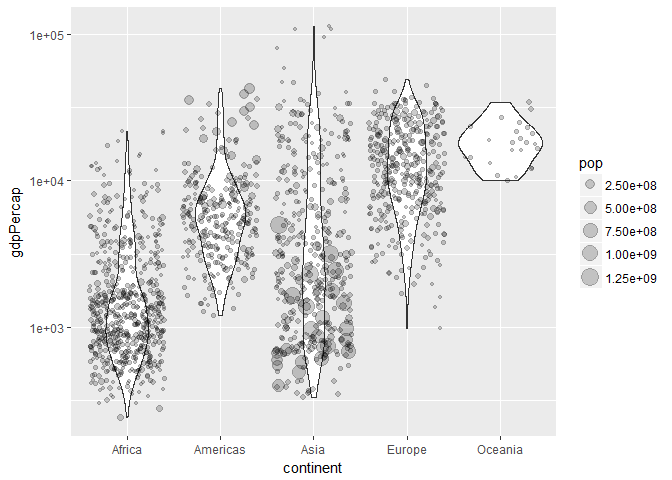 1e+05
1e+04
1e+03
gdpPercap
Africa Americas Asia Europe Oceania
continent
pop
2.50e+08
5.00e+08
7.50e+08
1.00e+09
1.25e+09